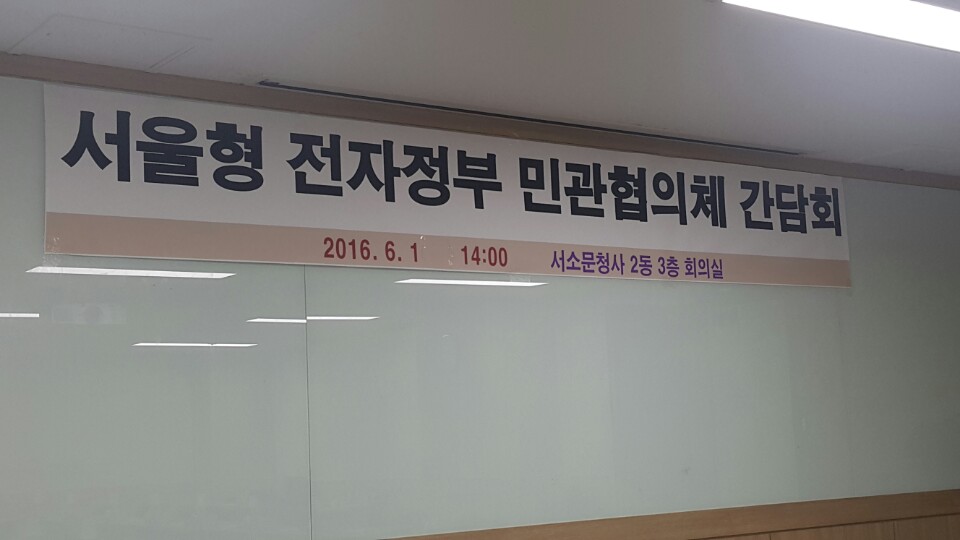 서울형 전자정부 민관협의체 간담회
2016. 6. 1 14:00 서소문청사 2동 3층 회의실